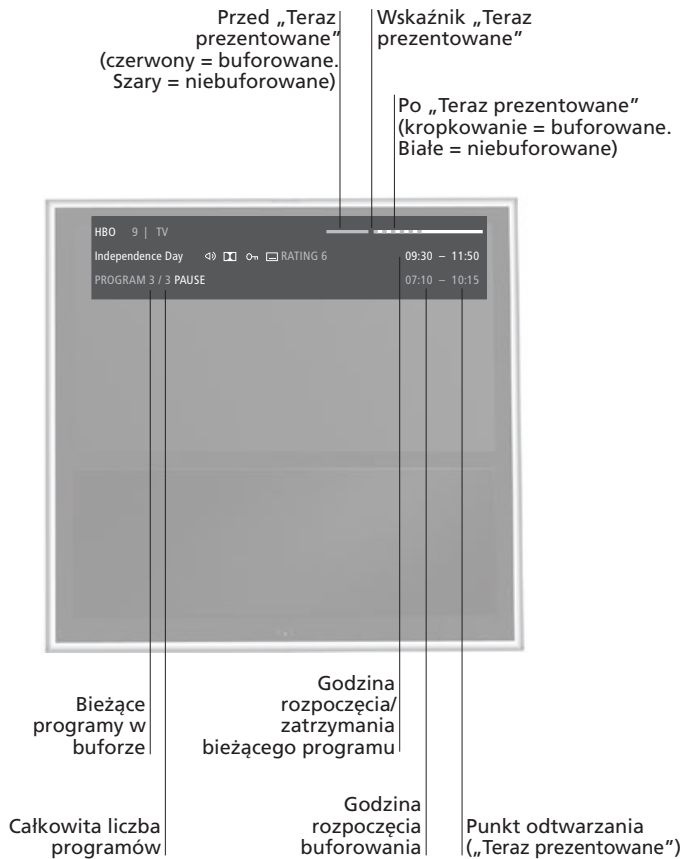 Przed „Teraz
prezentowane”
(czerwony = buforowane.
Szary = niebuforowane)
Wskaźnik „Teraz
prezentowane”
Po „Teraz prezentowane”
(kropkowanie = buforowane.
Białe = niebuforowane)
HBO 9 | TV
Independence Day RATING 6 09:30 – 11:50
PROGRAM 3 / 3 PAUSE 07:10 – 10:15
Bieżące
programy w
buforze
Godzina
rozpoczęcia/
zatrzymania
bieżącego programu
Całkowita liczba
programów
Godzina
rozpoczęcia
buforowania
Punkt odtwarzania
(„Teraz prezentowane”)